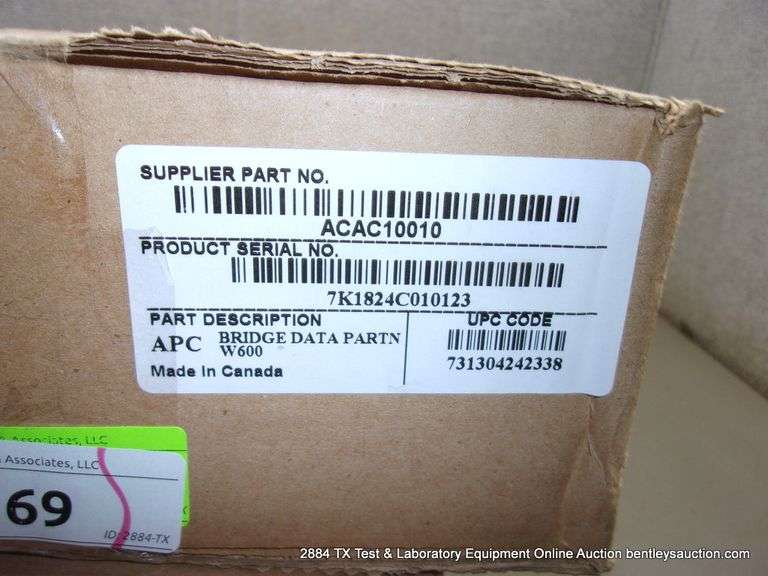 SUPPLIER PART NO.
ACAC10010
PRODUCT SERIAL NO.
7K1824C010123
PART DESCRIPTION
APC BRIDGE DATA PARTN
W600
Made In Canada
UPC CODE
731304242338
Associates, LLC
Associates, LLC
69
ID: 2884-TX
2884 TX Test & Laboratory Equipment Online Auction bentleysauction.com